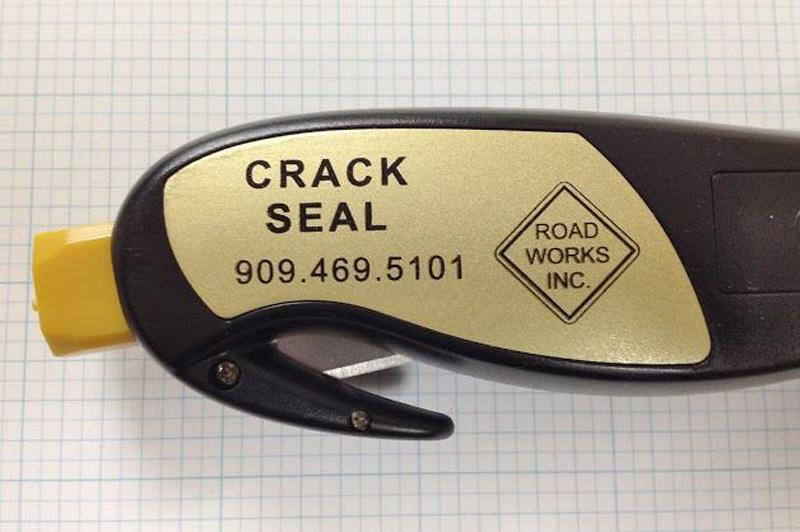 CRACK
SEAL
909.469.5101
ROAD
WORKS
INC.